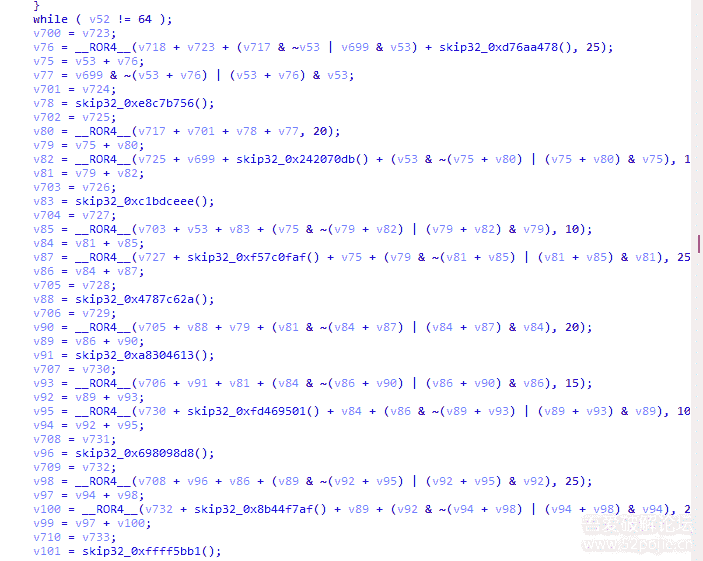 }
while ( v52 != 64 );
v700 = v723;
v76 = __ROR4__(v718 + v723 + (v717 & ~v53 | v699 & v53) + skip32_0xd76aa478(), 25);
v75 = v53 + v76;
v77 = v699 & ~(v53 + v76) | (v53 + v76) & v53;
v701 = v724;
v78 = skip32_0xe8c7b756();
v702 = v725;
v80 = __ROR4__(v717 + v701 + v78 + v77, 20);
v79 = v75 + v80;
v82 = __ROR4__(v725 + v699 + skip32_0x242070db() + (v53 & ~(v75 + v80) | (v75 + v80) & v75), 1
v81 = v79 + v82;
v703 = v726;
v83 = skip32_0xc1bdceee();
v704 = v727;
v85 = __ROR4__(v703 + v53 + v83 + (v75 & ~(v79 + v82) | (v79 + v82) & v79), 10);
v84 = v81 + v85;
v87 = __ROR4__(v727 + skip32_0xf57c0faf() + v75 + (v79 & ~(v81 + v85) | (v81 + v85) & v81), 25
v86 = v84 + v87;
v705 = v728;
v88 = skip32_0x4787c62a();
v706 = v729;
v90 = __ROR4__(v705 + v88 + v79 + (v81 & ~(v84 + v87) | (v84 + v87) & v84), 20);
v89 = v86 + v90;
v91 = skip32_0xa8304613();
v707 = v730;
v93 = __ROR4__(v706 + v91 + v81 + (v84 & ~(v86 + v90) | (v86 + v90) & v86), 15);
v92 = v89 + v93;
v95 = __ROR4__(v730 + skip32_0xfd469501() + v84 + (v86 & ~(v89 + v93) | (v89 + v93) & v89), 10
v94 = v92 + v95;
v708 = v731;
v96 = skip32_0x698098d8();
v709 = v732;
v98 = __ROR4__(v708 + v96 + v86 + (v89 & ~(v92 + v95) | (v92 + v95) & v92), 25);
v97 = v94 + v98;
v100 = __ROR4__(v732 + skip32_0x8b44f7af() + v89 + (v92 & ~(v94 + v98) | (v94 + v98) & v94), 2
v99 = v97 + v100;
v710 = v733;
v101 = skip32_0xffff5bb1();
吾爱破解论坛
www.52pojie.cn